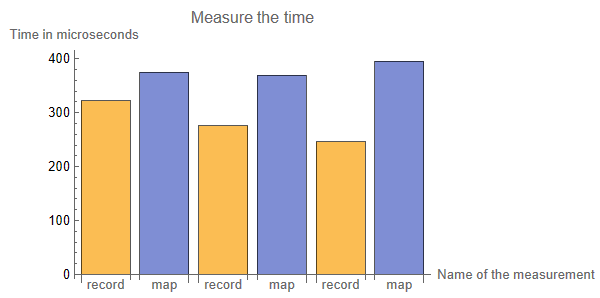 Measure the time
Time in microseconds
400
300
200
100
0
record map record map record map
Name of the measurement